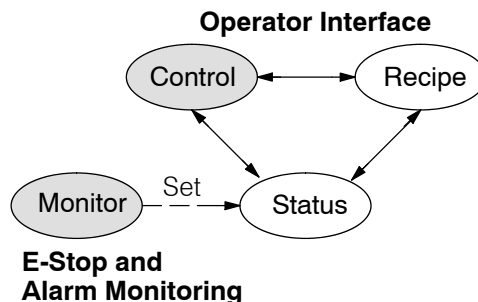 Operator Interface
Control
Recipe
Set
Monitor
Status
E-Stop and
Alarm Monitoring